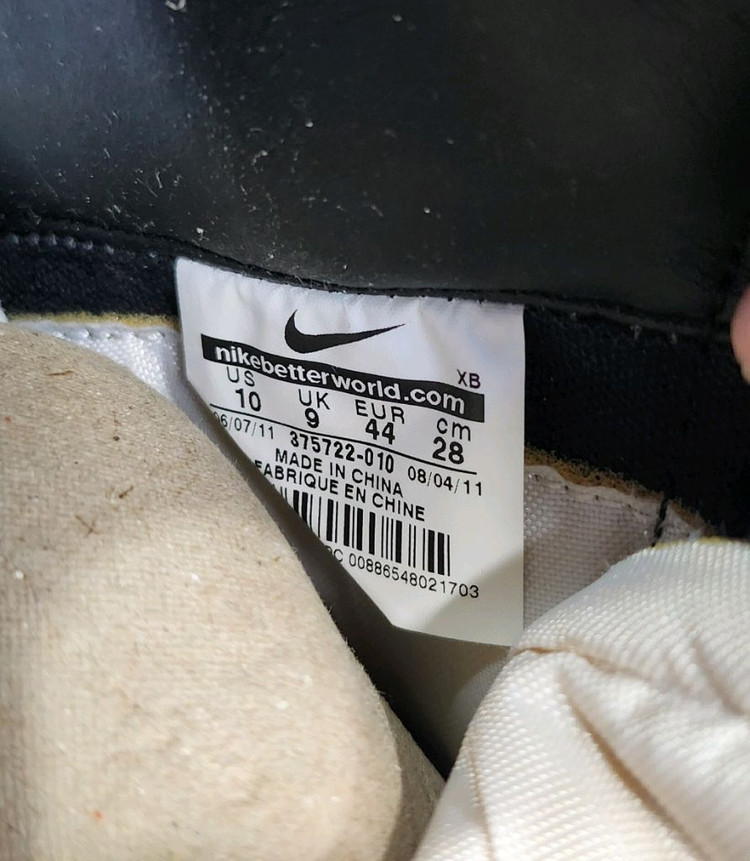 XB
nikebetterworld.com
US UK EUR cm
10 9 44 28
06/07/11 375722-010 08/04/11
MADE IN CHINA
FABRIQUE EN CHINE
00886548021703